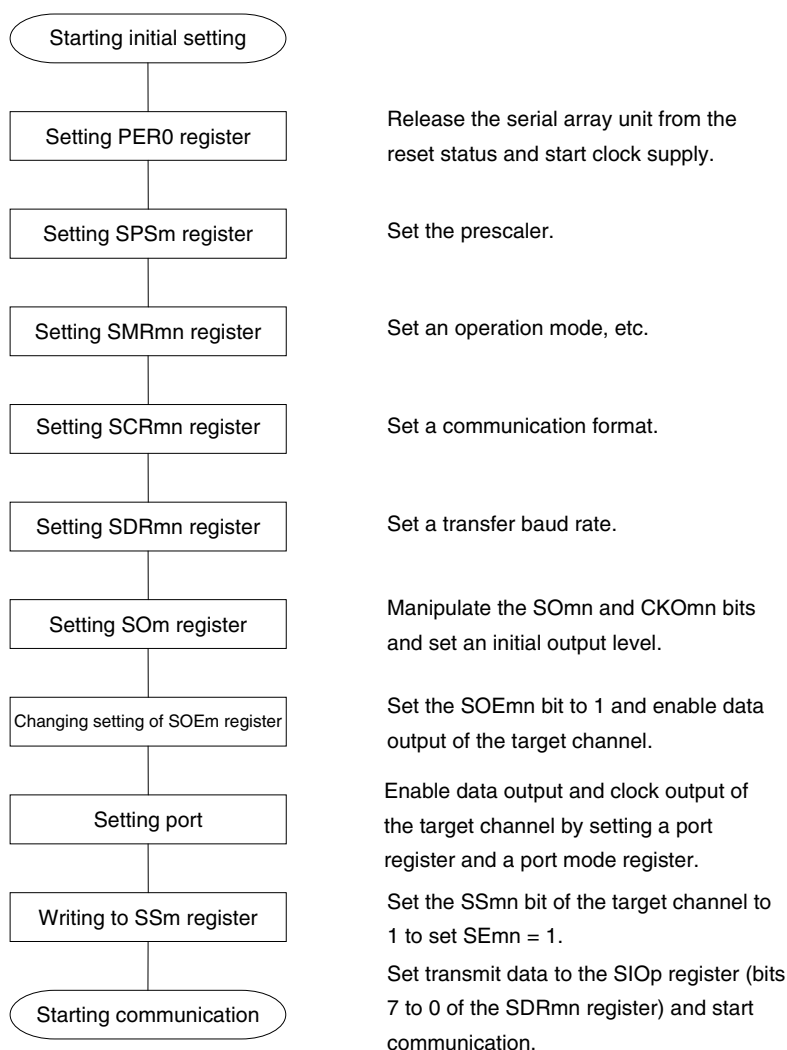 Starting initial setting
Setting PER0 register
Release the serial array unit from the
reset status and start clock supply.
Setting SPSm register
Set the prescaler.
Setting SMRmn register
Set an operation mode, etc.
Setting SCRmn register
Set a communication format.
Setting SDRmn register
Set a transfer baud rate.
Setting SOm register
Manipulate the SOmn and CKOmn bits
and set an initial output level.
Changing setting of SOEm register
Set the SOEmn bit to 1 and enable data
output of the target channel.
Setting port
Enable data output and clock output of
the target channel by setting a port
register and a port mode register.
Writing to SSm register
Set the SSmn bit of the target channel to
1 to set SEmn = 1.
Starting communication
Set transmit data to the SIOp register (bits
7 to 0 of the SDRmn register) and start
communication.